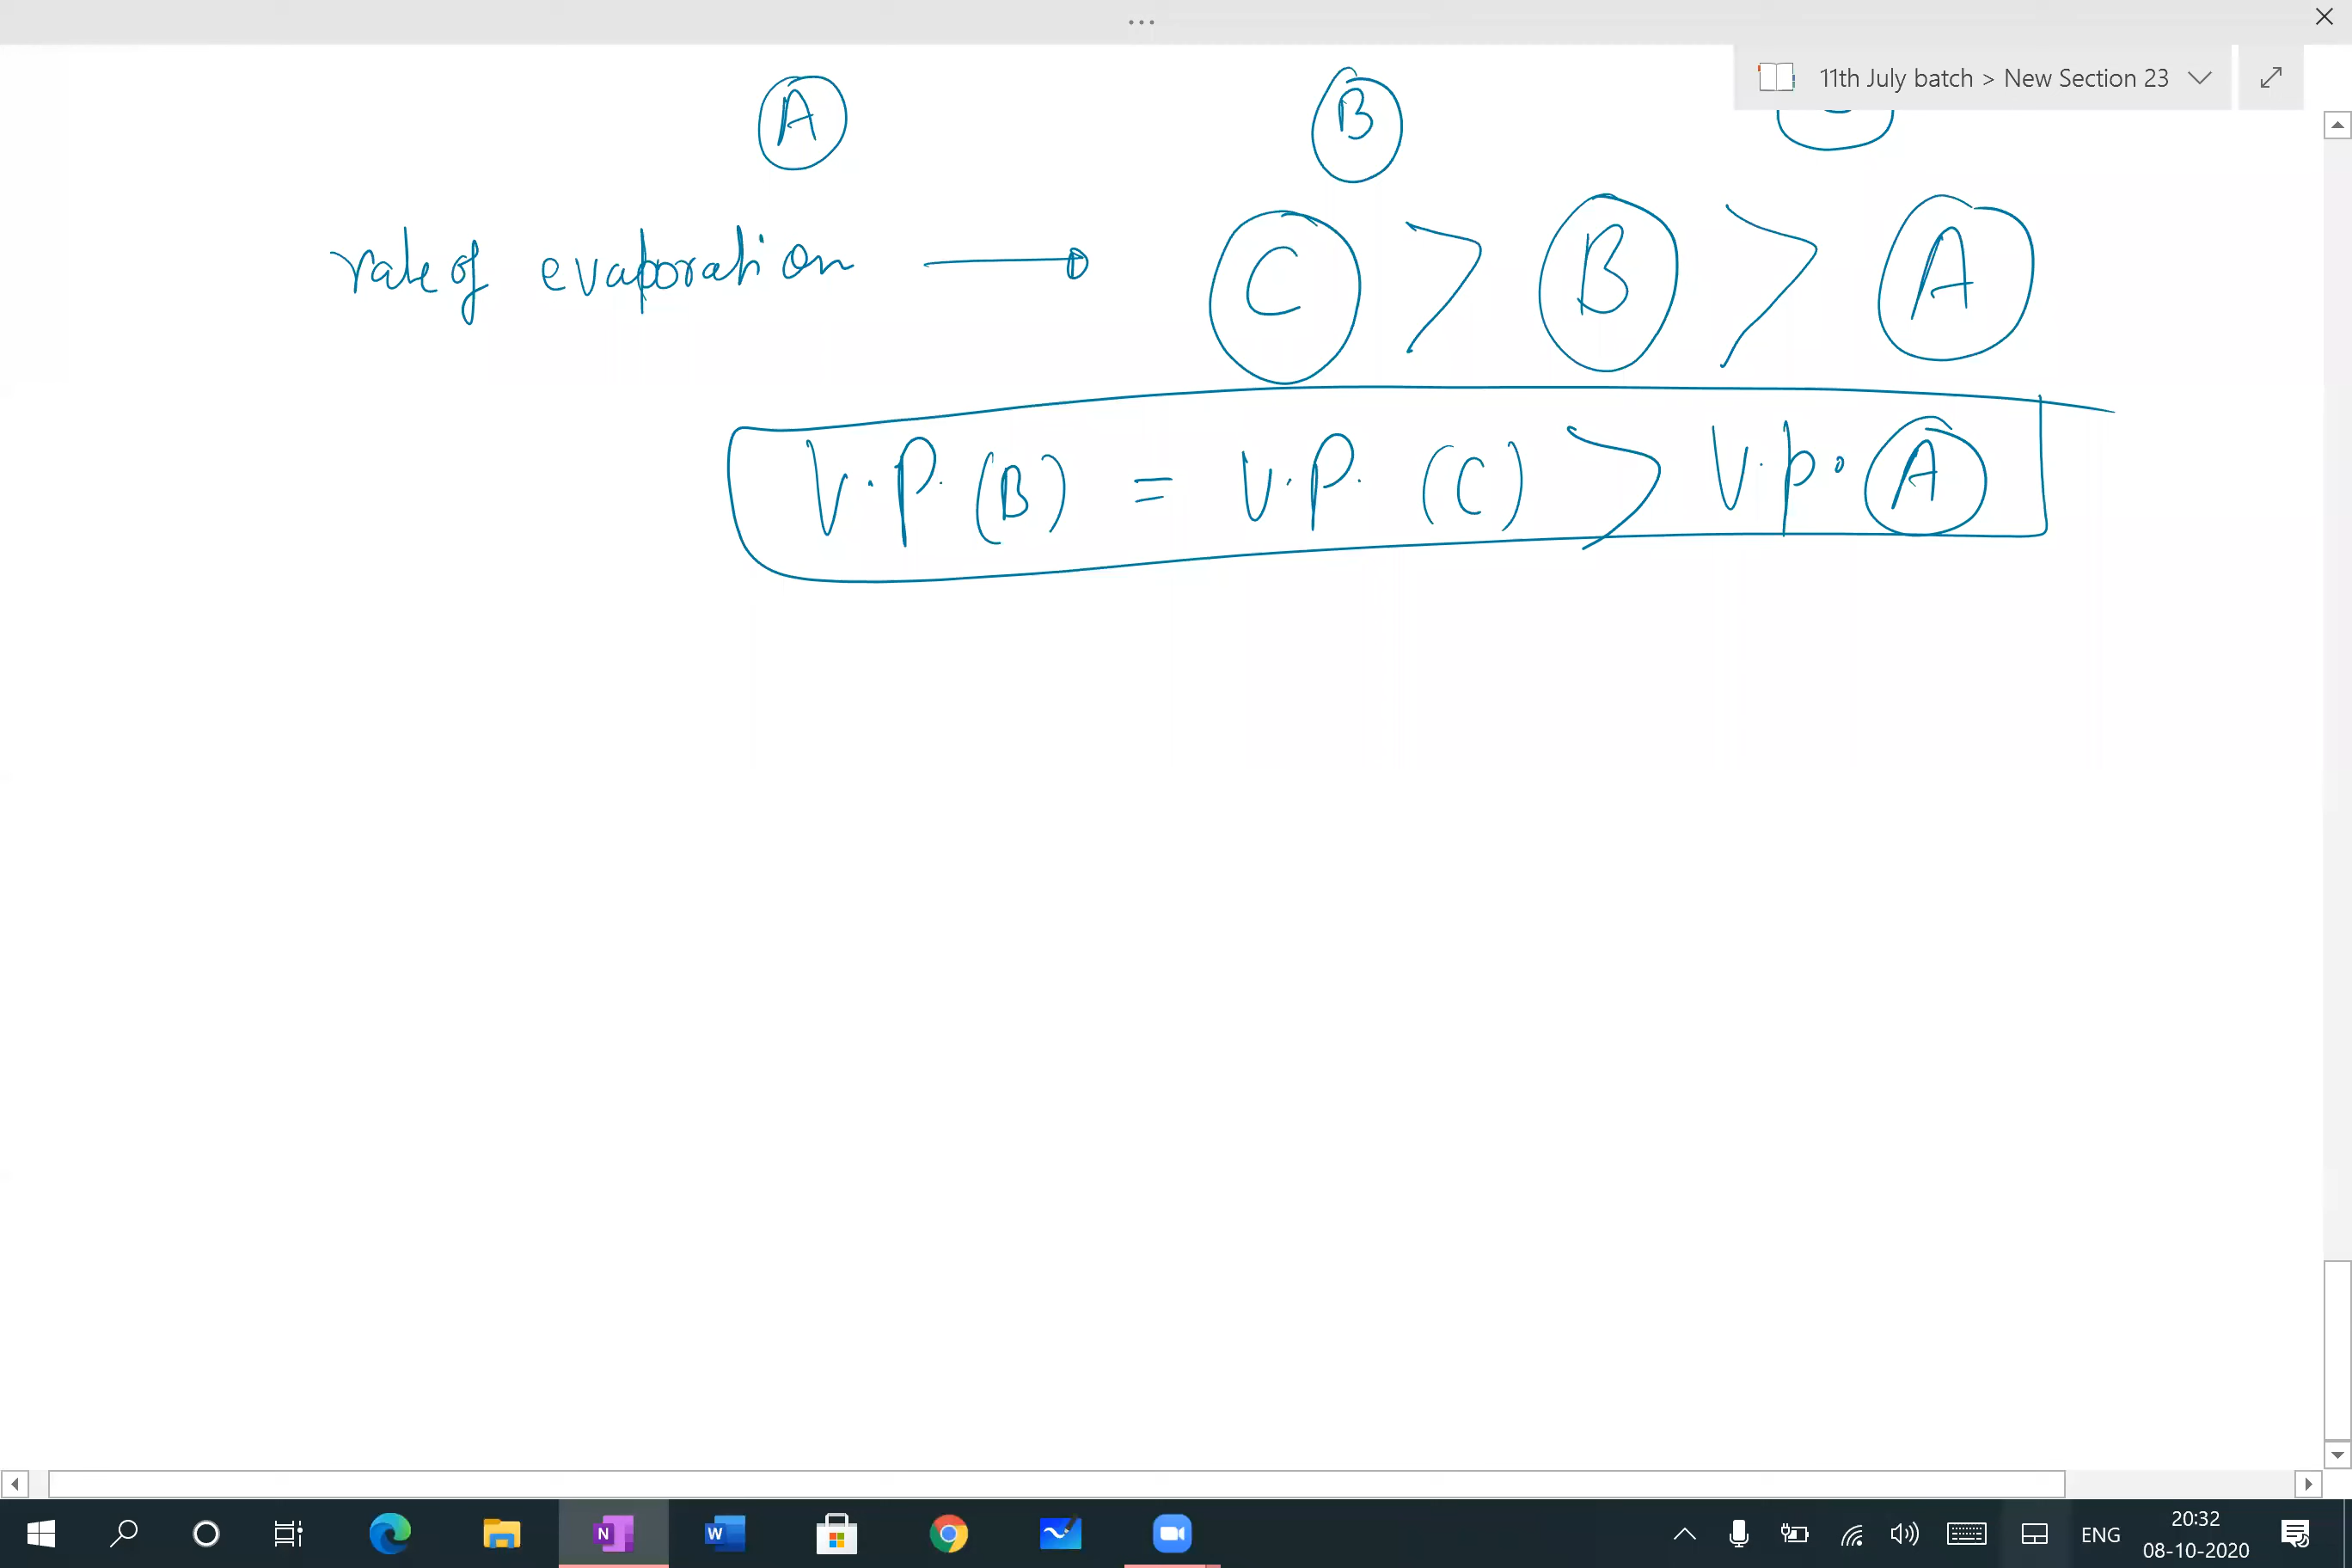 ...
11th July batch > New Section 23
A B
rate of evaporation → C > B > A
V.P. (B) = V.P. (C) > V.P. A
N
W
ENG
20:32
08-10-2020